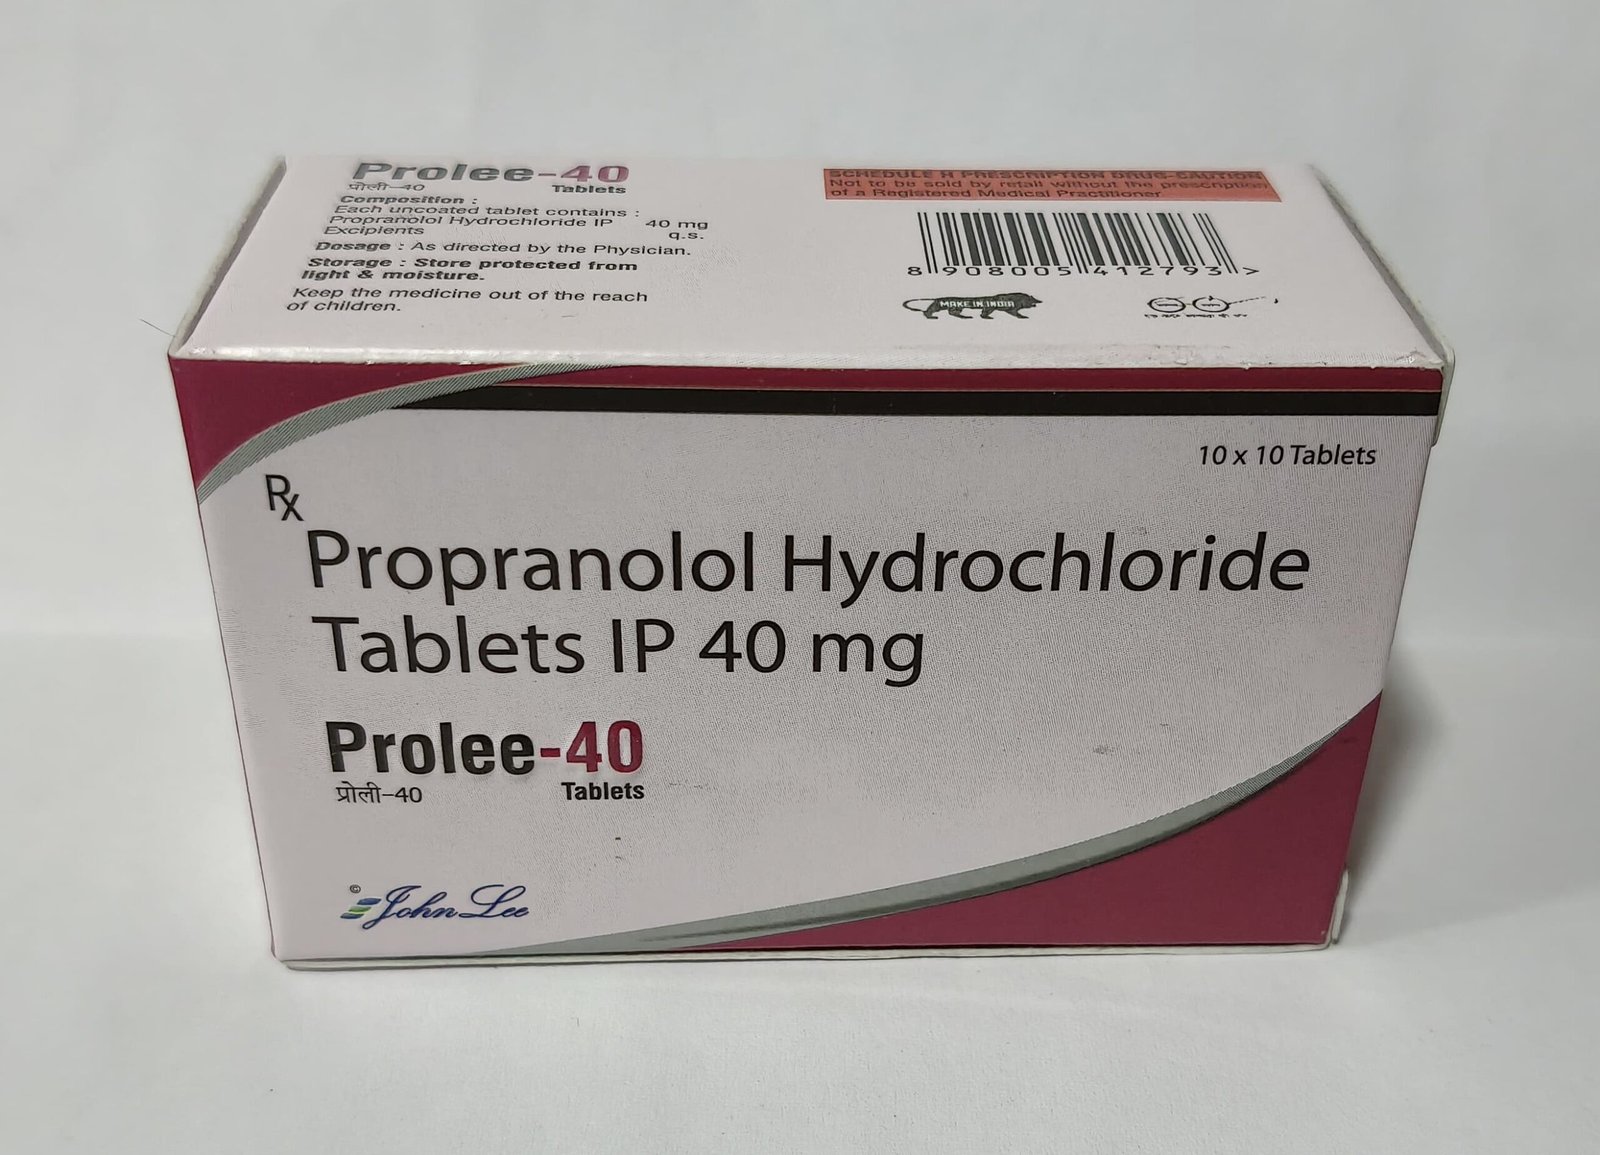 Prolee-40
प्रोली-40 Tablets
Composition :
Each uncoated tablet contains :
Propranolol Hydrochloride IP 40 mg
Excipients q.s.
Dosage : As directed by the Physician.
Storage : Store protected from
light & moisture.
Keep the medicine out of the reach
of children.
SCHEDULE H PRESCRIPTION DRUG-CAUTION
Not to be sold by retail without the prescription
of a Registered Medical Practitioner
8 908005 412793 >
MAKE IN INDIA
10 x 10 Tablets
Rx
Propranolol Hydrochloride
Tablets IP 40 mg
Prolee-40
प्रोली-40 Tablets
© John Lee